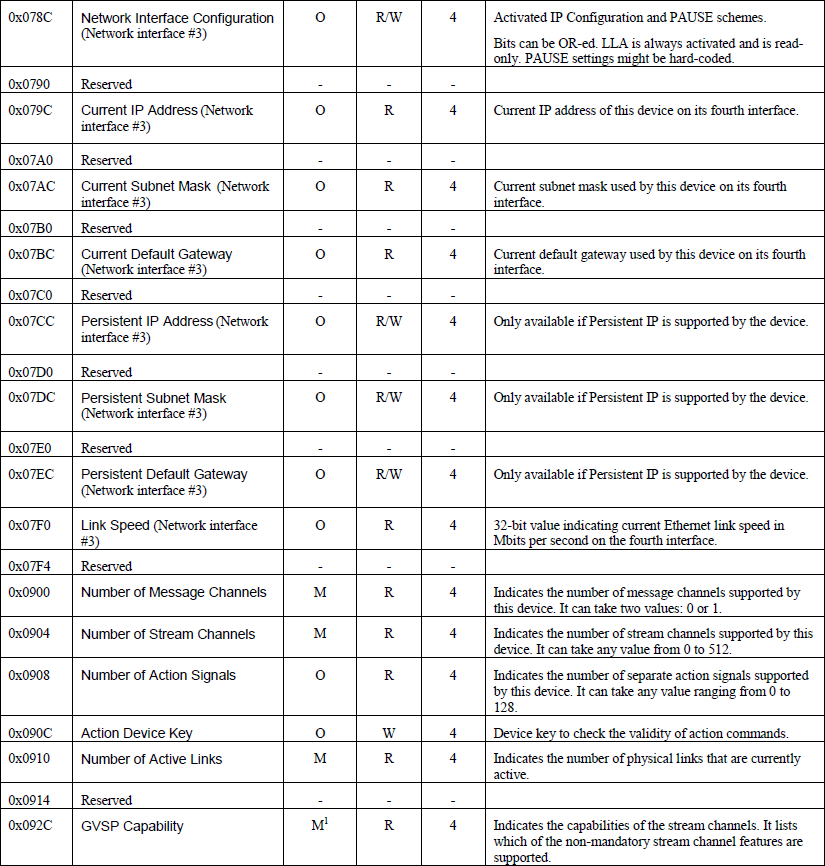 0x078C Network Interface Configuration O R/W 4 Activated IP Configuration and PAUSE schemes.
(Network interface #3)
Bits can be OR-ed. LLA is always activated and is read-
only. PAUSE settings might be hard-coded.
0x0790 Reserved - - -
0x079C Current IP Address (Network O R 4 Current IP address of this device on its fourth interface.
interface #3)
0x07A0 Reserved - - -
0x07AC Current Subnet Mask (Network O R 4 Current subnet mask used by this device on its fourth
interface #3) interface.
0x07B0 Reserved - - -
0x07BC Current Default Gateway O R 4 Current default gateway used by this device on its fourth
(Network interface #3) interface.
0x07C0 Reserved - - -
0x07CC Persistent IP Address (Network O R/W 4 Only available if Persistent IP is supported by the device.
interface #3)
0x07D0 Reserved - - -
0x07DC Persistent Subnet Mask O R/W 4 Only available if Persistent IP is supported by the device.
(Network interface #3)
0x07E0 Reserved - - -
0x07EC Persistent Default Gateway O R/W 4 Only available if Persistent IP is supported by the device.
(Network interface #3)
0x07F0 Link Speed (Network interface O R 4 32-bit value indicating current Ethernet link speed in
#3) Mbits per second on the fourth interface.
0x07F4 Reserved - - -
0x0900 Number of Message Channels M R 4 Indicates the number of message channels supported by
this device. It can take two values: 0 or 1.
0x0904 Number of Stream Channels M R 4 Indicates the number of stream channels supported by this
device. It can take any value from 0 to 512.
0x0908 Number of Action Signals O R 4 Indicates the number of separate action signals supported
by this device. It can take any value ranging from 0 to
128.
0x090C Action Device Key O W 4 Device key to check the validity of action commands.
0x0910 Number of Active Links M R 4 Indicates the number of physical links that are currently
active.
0x0914 Reserved - - -
0x092C GVSP Capability M¹ R 4 Indicates the capabilities of the stream channels. It lists
which of the non-mandatory stream channel features are
supported.